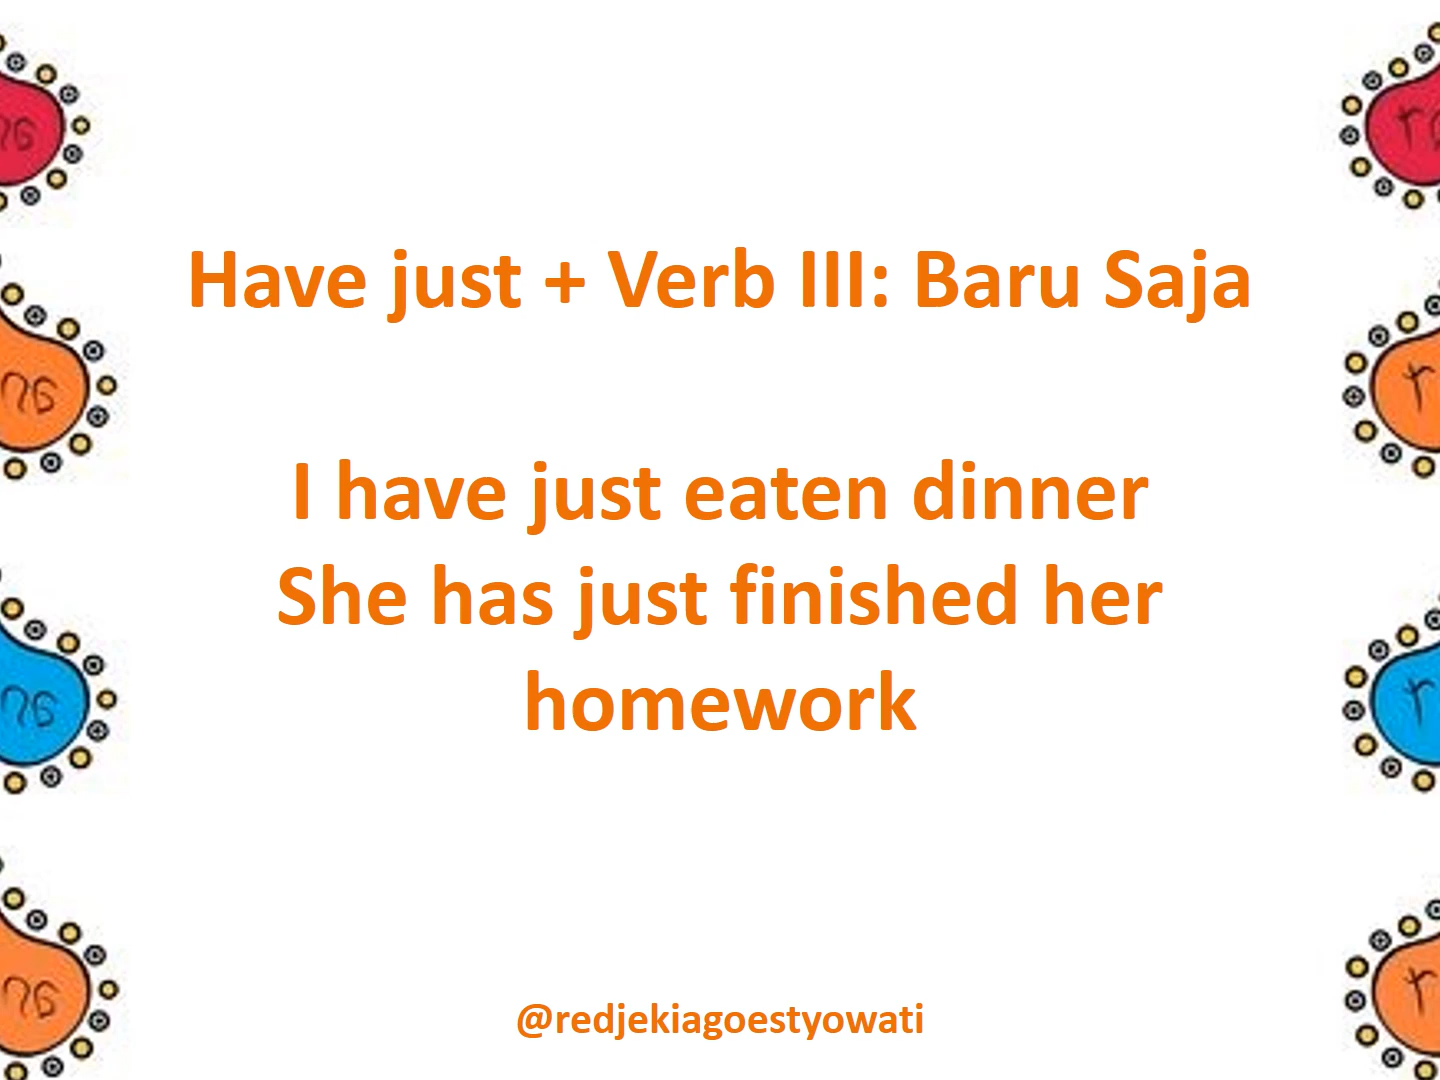 Have just + Verb III: Baru Saja
I have just eaten dinner
She has just finished her
homework
@redjekiagoestyowati